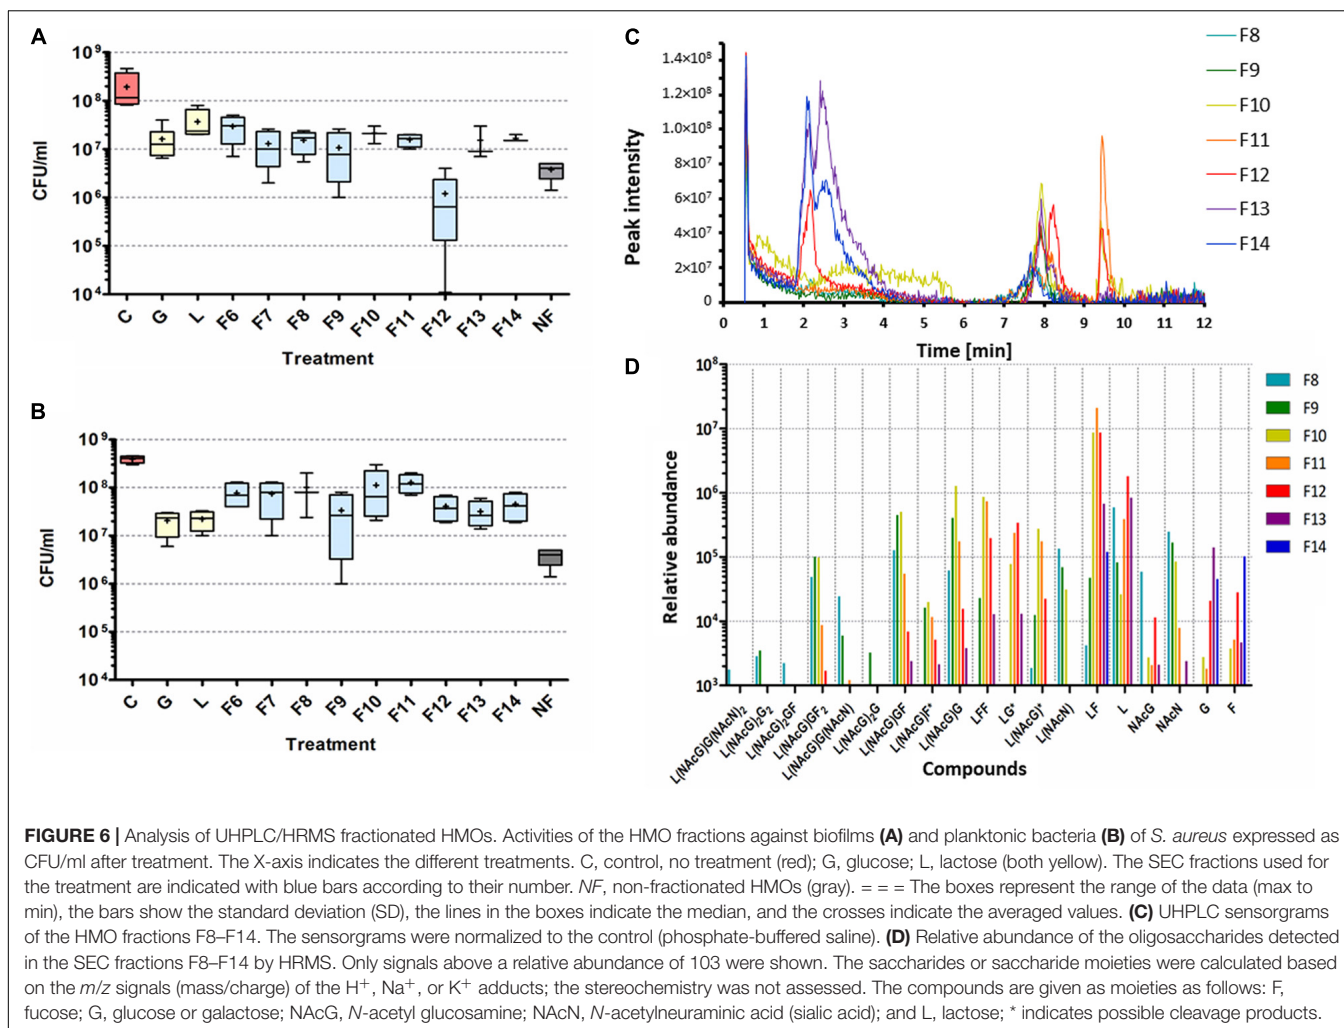 A
10⁹
10⁸
10⁷
10⁶
10⁵
10⁴
CFU/ml
C G L F6 F7 F8 F9 F10 F11 F12 F13 F14 NF
Treatment
B
10⁹
10⁸
10⁷
10⁶
10⁵
10⁴
CFU/ml
C G L F6 F7 F8 F9 F10 F11 F12 F13 F14 NF
Treatment
C
1.4×10⁸
1.2×10⁸
1.0×10⁸
8×10⁷
6×10⁷
4×10⁷
2×10⁷
0
Peak intensity
0 1 2 3 4 5 6 7 8 9 10 11 12
Time [min]
F8
F9
F10
F11
F12
F13
F14
D
10⁸
10⁷
10⁶
10⁵
10⁴
10³
Relative abundance
L(NAcG)G(NAcN)₂
L(NAcG)₂G₂
L(NAcG)₂GF
L(NAcG)GF₂
L(NAcG)G(NAcN)
L(NAcG)₂G
L(NAcG)GF
L(NAcG)F*
L(NAcG)G
LFF
LG*
L(NAcG)*
L(NAcN)
LF
L
NAcG
NAcN
G
F
Compounds
F8
F9
F10
F11
F12
F13
F14
FIGURE 6 | Analysis of UHPLC/HRMS fractionated HMOs. Activities of the HMO fractions against biofilms (A) and planktonic bacteria (B) of S. aureus expressed as
CFU/ml after treatment. The X-axis indicates the different treatments. C, control, no treatment (red); G, glucose; L, lactose (both yellow). The SEC fractions used for
the treatment are indicated with blue bars according to their number. NF, non-fractionated HMOs (gray). = = = The boxes represent the range of the data (max to
min), the bars show the standard deviation (SD), the lines in the boxes indicate the median, and the crosses indicate the averaged values. (C) UHPLC sensorgrams
of the HMO fractions F8–F14. The sensorgrams were normalized to the control (phosphate-buffered saline). (D) Relative abundance of the oligosaccharides detected
in the SEC fractions F8–F14 by HRMS. Only signals above a relative abundance of 103 were shown. The saccharides or saccharide moieties were calculated based
on the m/z signals (mass/charge) of the H⁺, Na⁺, or K⁺ adducts; the stereochemistry was not assessed. The compounds are given as moieties as follows: F,
fucose; G, glucose or galactose; NAcG, N-acetyl glucosamine; NAcN, N-acetylneuraminic acid (sialic acid); and L, lactose; * indicates possible cleavage products.